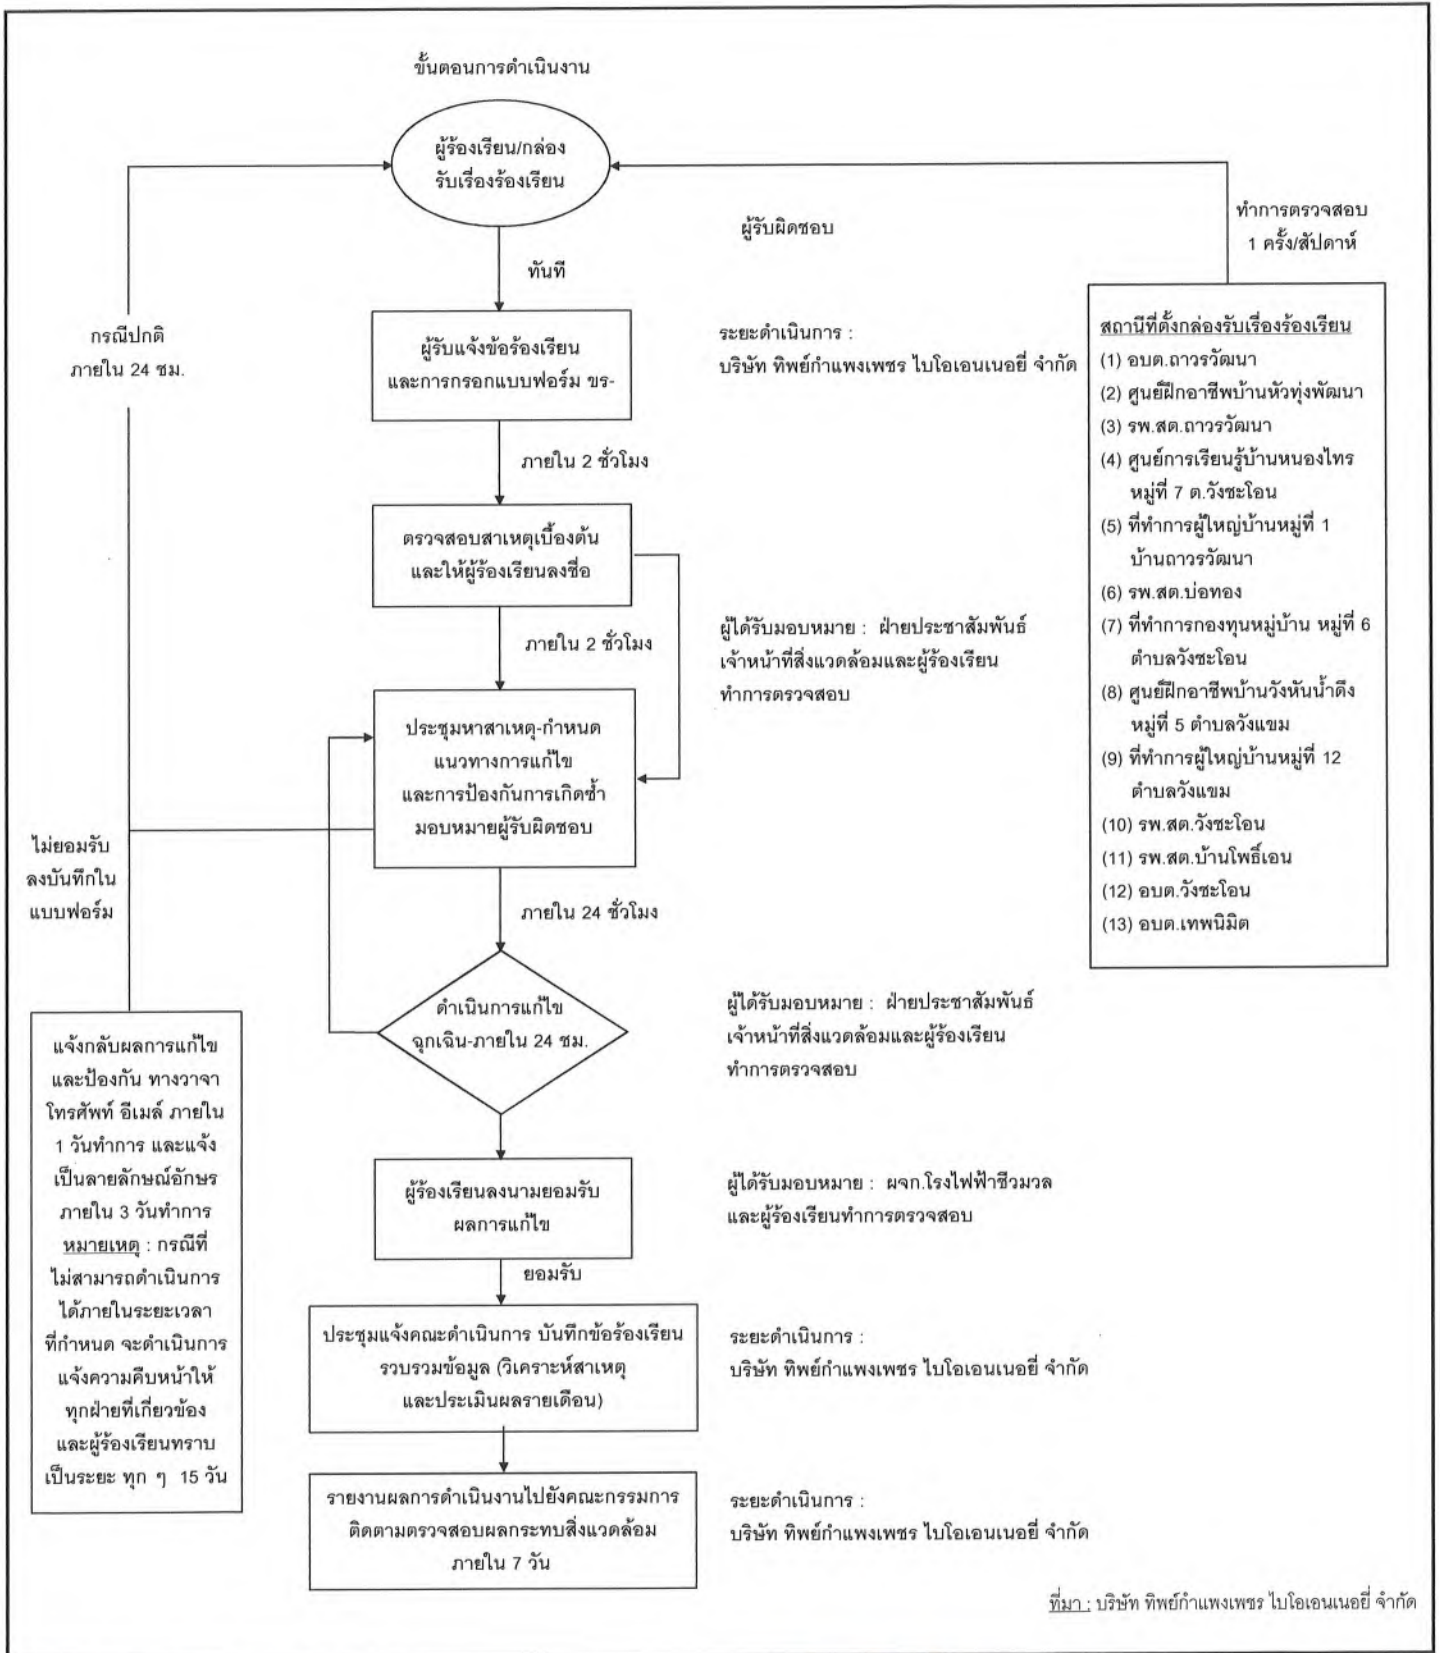 ขั้นตอนการดำเนินงาน
ผู้ร้องเรียน/กล่อง
รับเรื่องร้องเรียน
ผู้รับผิดชอบ
ทำการตรวจสอบ
1 ครั้ง/สัปดาห์
ทันที
กรณีปกติ
ภายใน 24 ชม.
ผู้รับแจ้งข้อร้องเรียน
และการกรอกแบบฟอร์ม ขร-
ระยะดำเนินการ :
บริษัท ทิพย์กำแพงเพชร ไบโอเอนเนอยี่ จำกัด
สถานีที่ตั้งกล่องรับเรื่องร้องเรียน
(1) อบต.ถาวรวัฒนา
(2) ศูนย์ฝึกอาชีพบ้านหัวทุ่งพัฒนา
(3) รพ.สต.ถาวรวัฒนา
(4) ศูนย์การเรียนรู้บ้านหนองไทร
หมู่ที่ 7 ต.วังชะโอน
(5) ที่ทำการผู้ใหญ่บ้านหมู่ที่ 1
บ้านถาวรวัฒนา
(6) รพ.สต.บ่อทอง
(7) ที่ทำการกองทุนหมู่บ้าน หมู่ที่ 6
ตำบลวังชะโอน
(8) ศูนย์ฝึกอาชีพบ้านวังหันน้ำดึง
หมู่ที่ 5 ตำบลวังแขม
(9) ที่ทำการผู้ใหญ่บ้านหมู่ที่ 12
ตำบลวังแขม
(10) รพ.สต.วังชะโอน
(11) รพ.สต.บ้านโพธิ์เอน
(12) อบต.วังชะโอน
(13) อบต.เทพนิมิต
ภายใน 2 ชั่วโมง
ตรวจสอบสาเหตุเบื้องต้น
และให้ผู้ร้องเรียนลงชื่อ
ภายใน 2 ชั่วโมง
ผู้ได้รับมอบหมาย : ฝ่ายประชาสัมพันธ์
เจ้าหน้าที่สิ่งแวดล้อมและผู้ร้องเรียน
ทำการตรวจสอบ
ประชุมหาสาเหตุ-กำหนด
แนวทางการแก้ไข
และการป้องกันการเกิดซ้ำ
มอบหมายผู้รับผิดชอบ
ไม่ยอมรับ
ลงบันทึกใน
แบบฟอร์ม
ภายใน 24 ชั่วโมง
ดำเนินการแก้ไข
ฉุกเฉิน-ภายใน 24 ชม.
ผู้ได้รับมอบหมาย : ฝ่ายประชาสัมพันธ์
เจ้าหน้าที่สิ่งแวดล้อมและผู้ร้องเรียน
ทำการตรวจสอบ
แจ้งกลับผลการแก้ไข
และป้องกัน ทางวาจา
โทรศัพท์ อีเมล์ ภายใน
1 วันทำการ และแจ้ง
เป็นลายลักษณ์อักษร
ภายใน 3 วันทำการ
หมายเหตุ : กรณีที่
ไม่สามารถดำเนินการ
ได้ภายในระยะเวลา
ที่กำหนด จะดำเนินการ
แจ้งความคืบหน้าให้
ทุกฝ่ายที่เกี่ยวข้อง
และผู้ร้องเรียนทราบ
เป็นระยะ ทุก ๆ 15 วัน
ผู้ร้องเรียนลงนามยอมรับ
ผลการแก้ไข
ผู้ได้รับมอบหมาย : ผจก.โรงไฟฟ้าชีวมวล
และผู้ร้องเรียนทำการตรวจสอบ
ยอมรับ
ประชุมแจ้งคณะดำเนินการ บันทึกข้อร้องเรียน
รวบรวมข้อมูล (วิเคราะห์สาเหตุ
และประเมินผลรายเดือน)
ระยะดำเนินการ :
บริษัท ทิพย์กำแพงเพชร ไบโอเอนเนอยี่ จำกัด
รายงานผลการดำเนินงานไปยังคณะกรรมการ
ติดตามตรวจสอบผลกระทบสิ่งแวดล้อม
ภายใน 7 วัน
ระยะดำเนินการ :
บริษัท ทิพย์กำแพงเพชร ไบโอเอนเนอยี่ จำกัด
ที่มา : บริษัท ทิพย์กำแพงเพชร ไบโอเอนเนอยี่ จำกัด